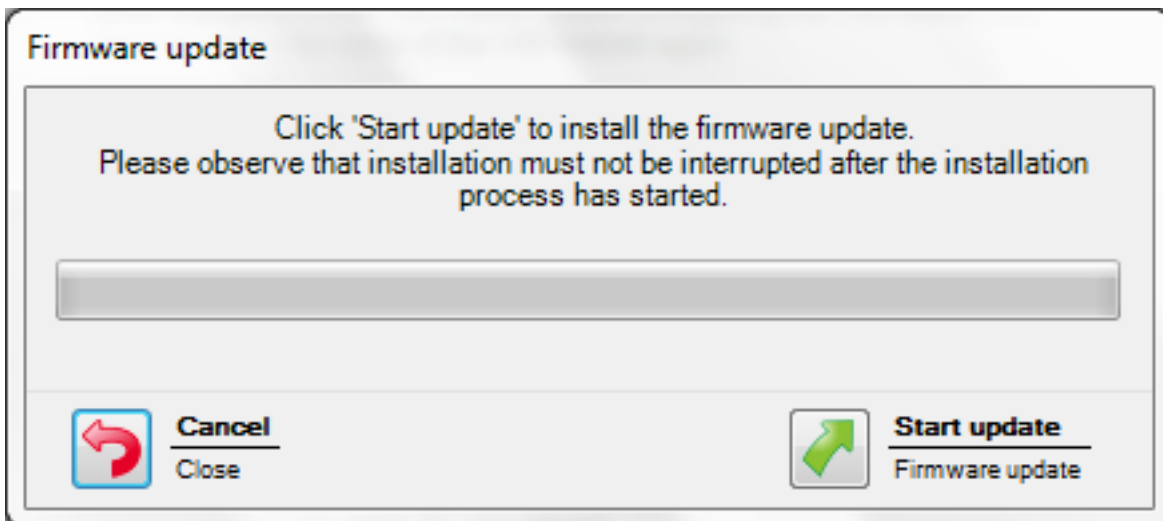 Firmware update
Click 'Start update' to install the firmware update.
Please observe that installation must not be interrupted after the installation
process has started.
Cancel
Close
Start update
Firmware update